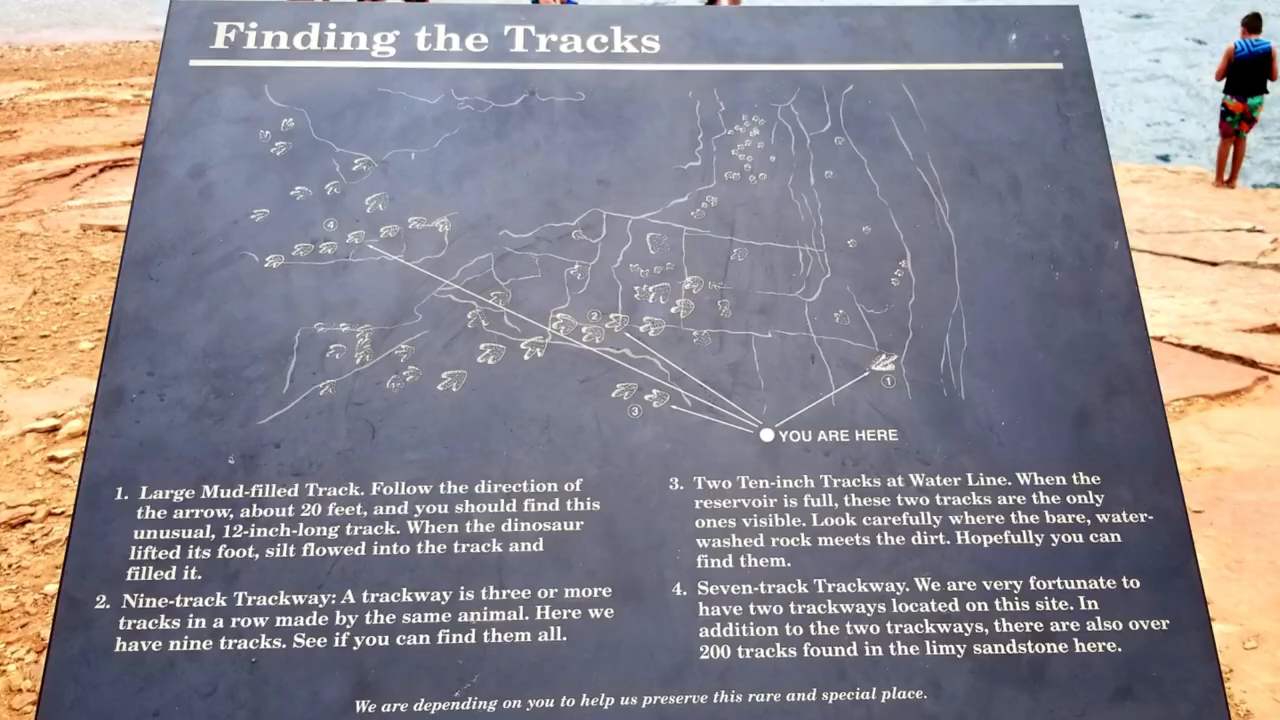 Finding the Tracks
4
2
1
3
YOU ARE HERE
1. Large Mud-filled Track. Follow the direction of
the arrow, about 20 feet, and you should find this
unusual, 12-inch-long track. When the dinosaur
lifted its foot, silt flowed into the track and
filled it.
2. Nine-track Trackway: A trackway is three or more
tracks in a row made by the same animal. Here we
have nine tracks. See if you can find them all.
3. Two Ten-inch Tracks at Water Line. When the
reservoir is full, these two tracks are the only
ones visible. Look carefully where the bare, water-
washed rock meets the dirt. Hopefully you can
find them.
4. Seven-track Trackway. We are very fortunate to
have two trackways located on this site. In
addition to the two trackways, there are also over
200 tracks found in the limy sandstone here.
We are depending on you to help us preserve this rare and special place.